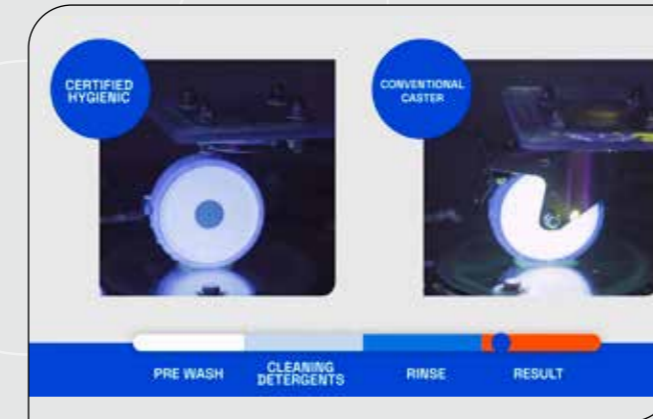 CERTIFIED
HYGIENIC
CONVENTIONAL
CASTER
PRE WASH
CLEANING
DETERGENTS
RINSE
RESULT